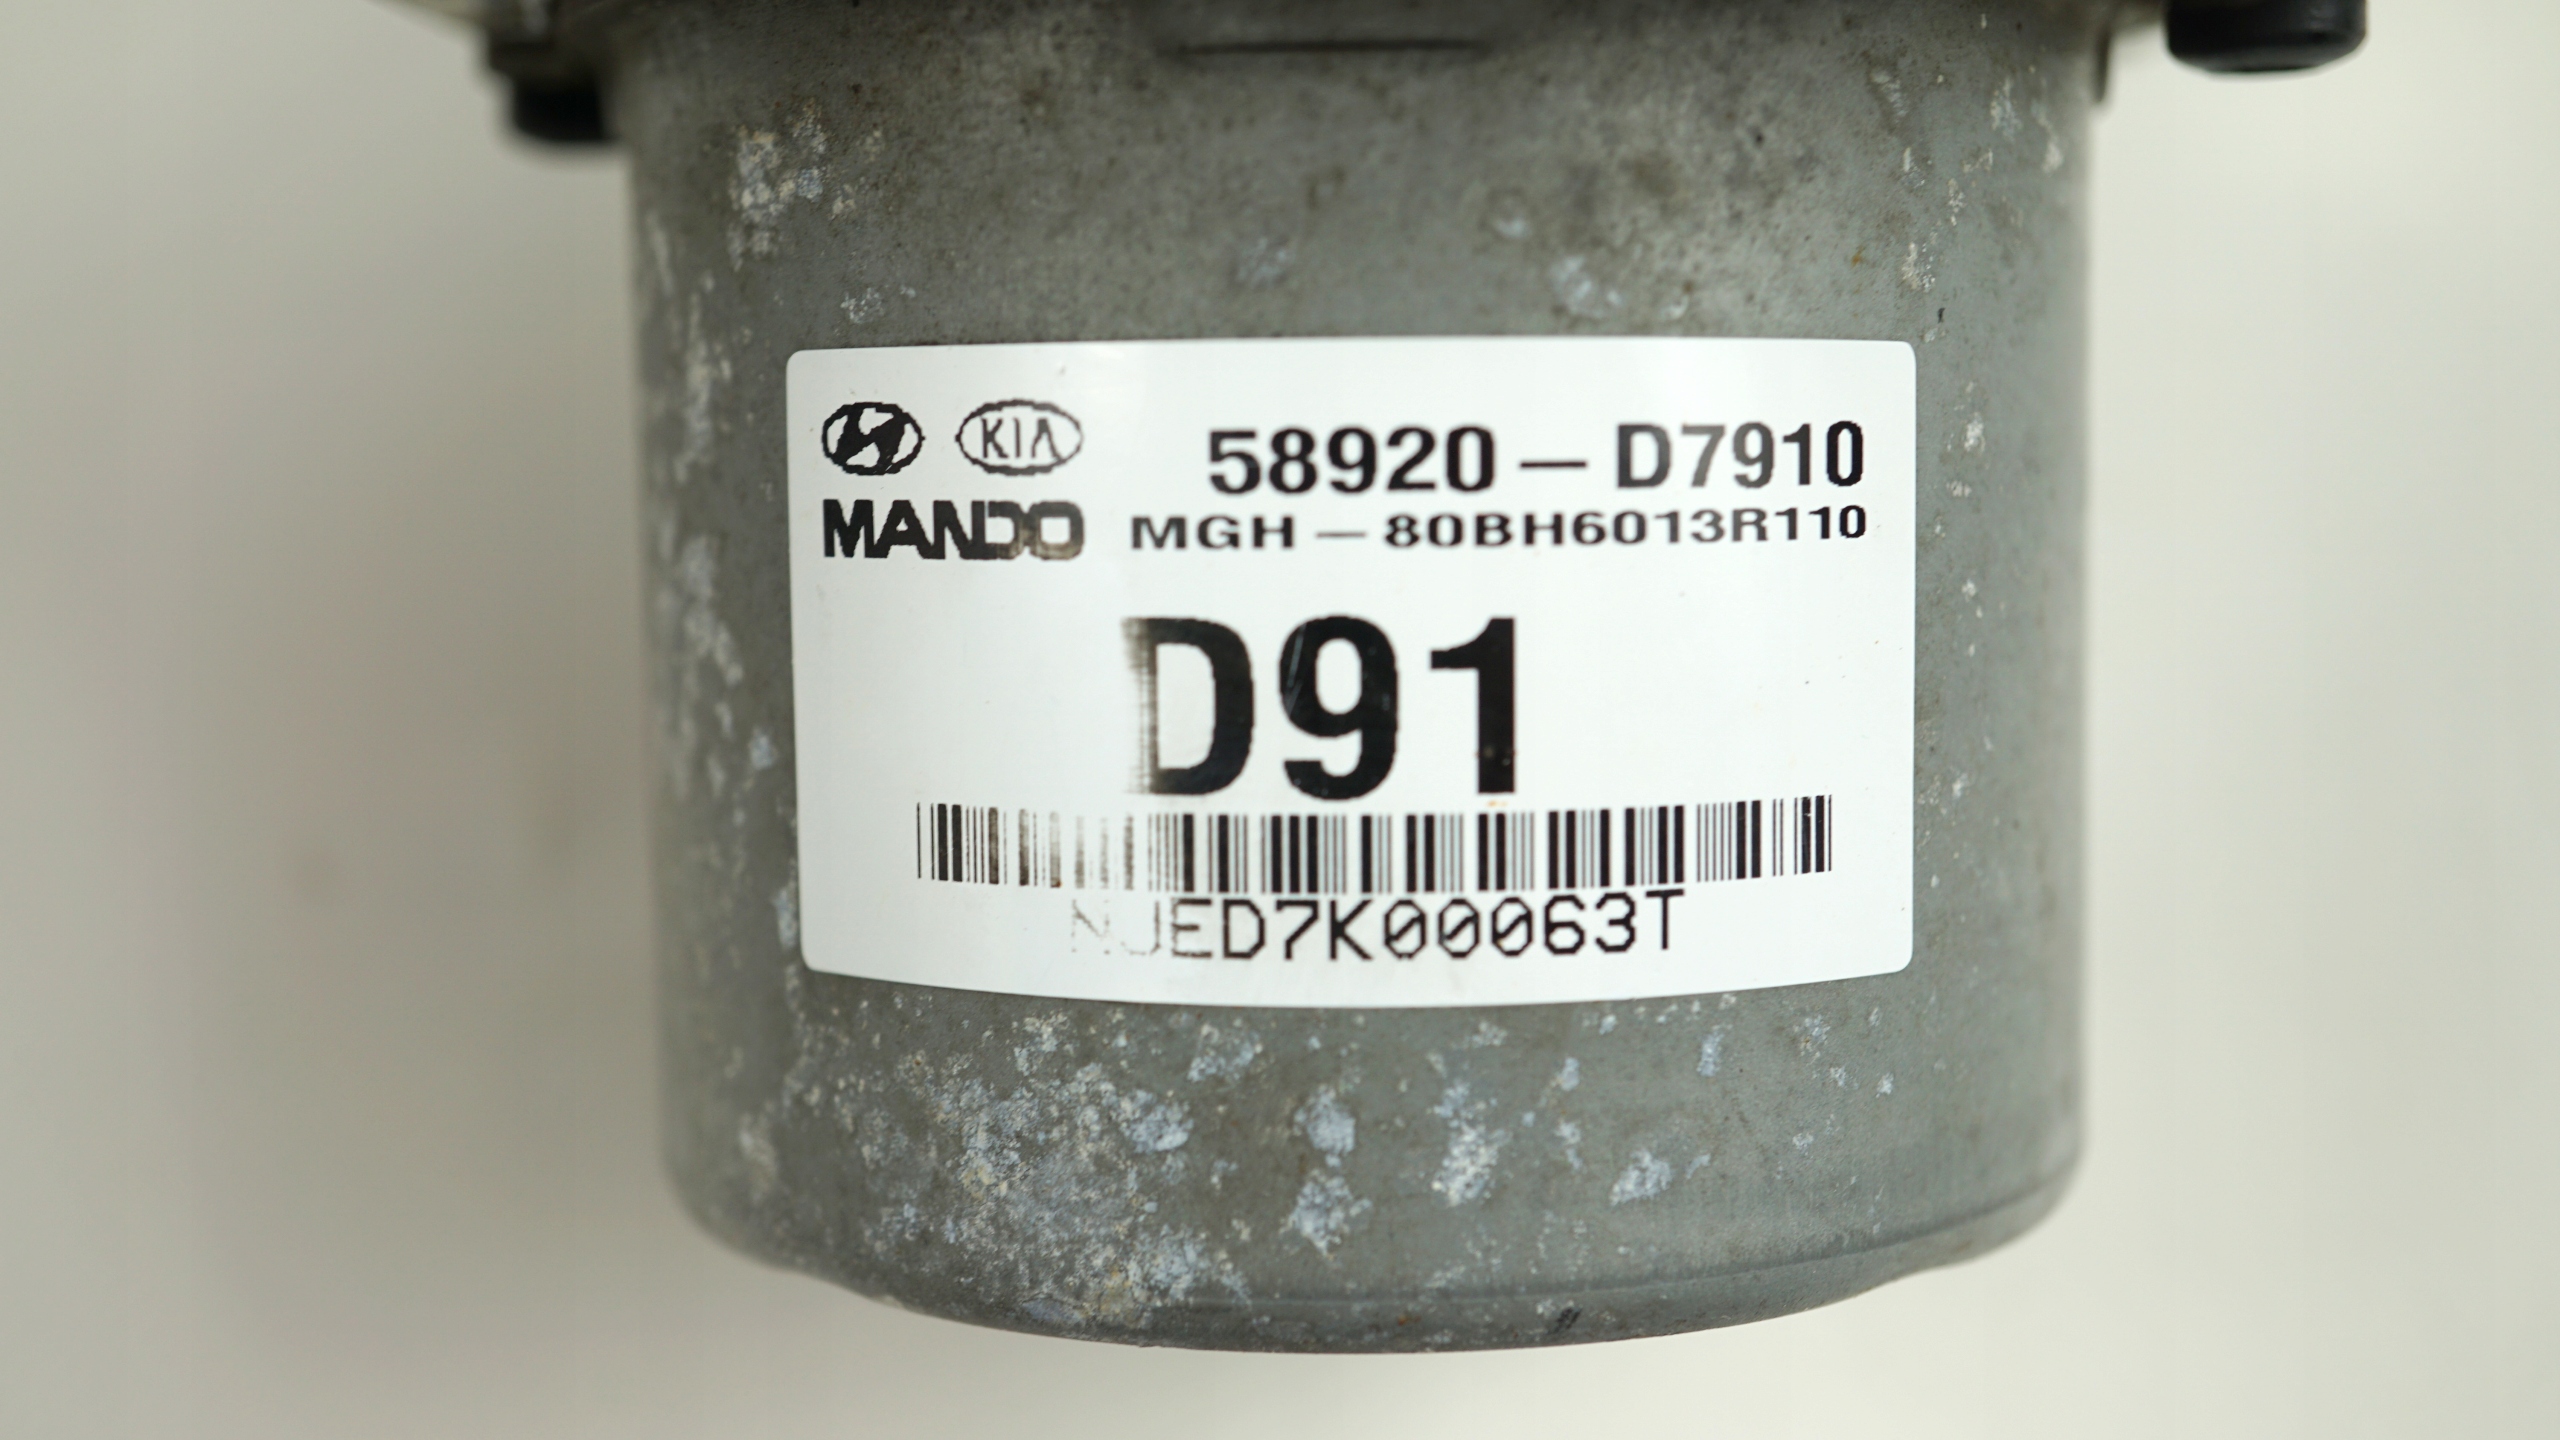 KIA 58920-D7910
MANDO MGH-80BH6013R110
D91
NJED7K00063T